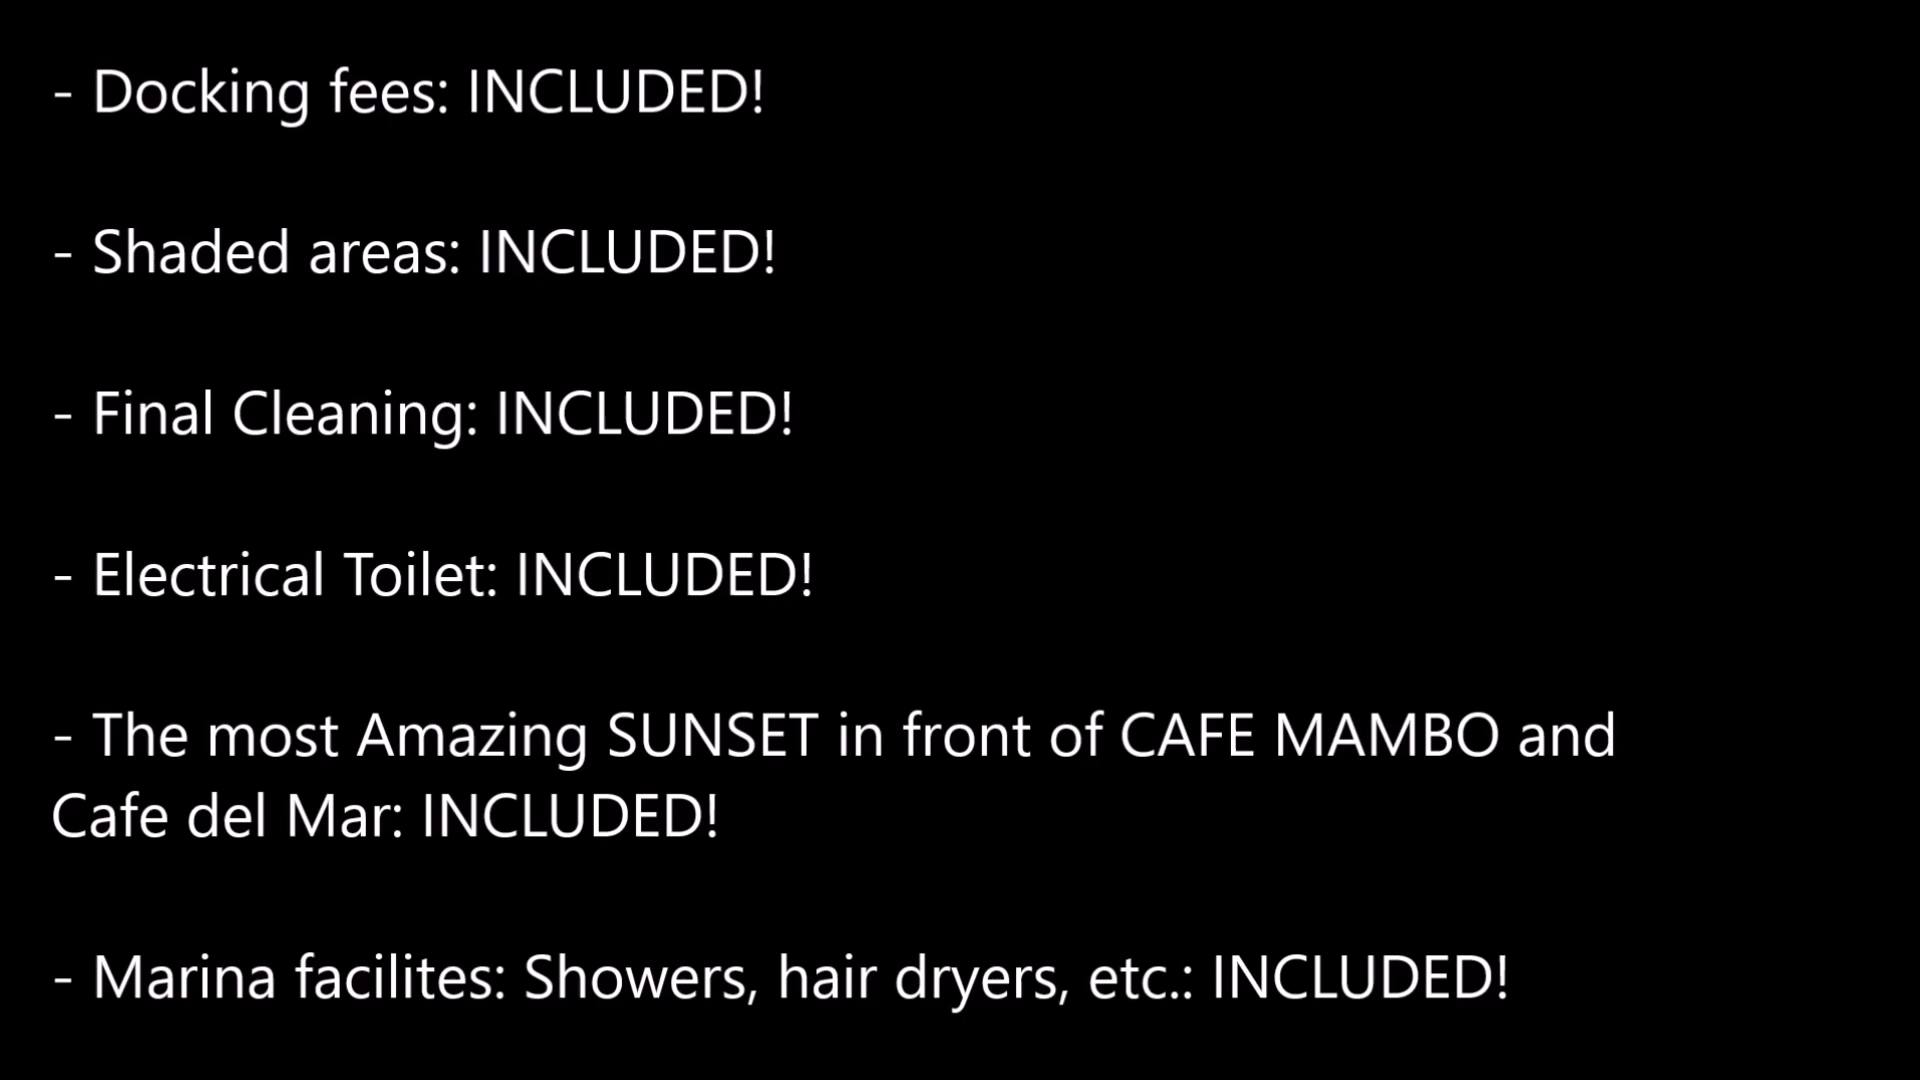 - Docking fees: INCLUDED!
- Shaded areas: INCLUDED!
- Final Cleaning: INCLUDED!
- Electrical Toilet: INCLUDED!
- The most Amazing SUNSET in front of CAFE MAMBO and
Cafe del Mar: INCLUDED!
- Marina facilites: Showers, hair dryers, etc.: INCLUDED!